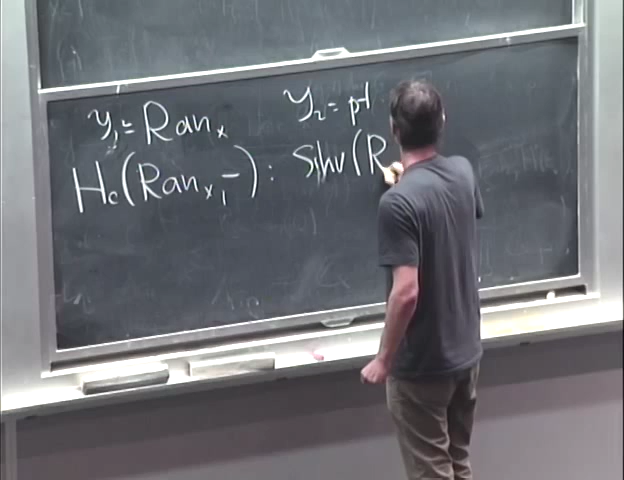 Y₁ = Ranₓ Y₂ = pt
H_c(Ranₓ, −) : Shv(R